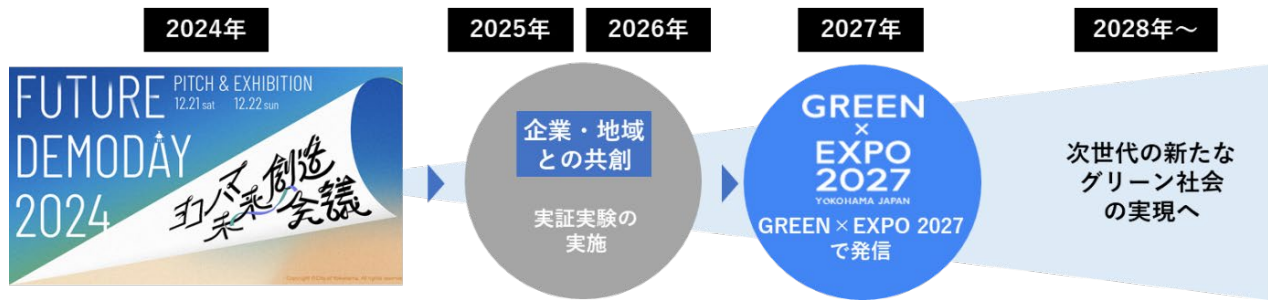 2024年
2025年
2026年
2027年
2028年～
FUTURE
DEMODAY
2024
PITCH & EXHIBITION
12.21 sat 12.22 sun
ヨコハマ
未来創造
会議
企業・地域
との共創
実証実験の
実施
GREEN
×
EXPO
2027
YOKOHAMA JAPAN
GREEN×EXPO 2027
で発信
次世代の新たな
グリーン社会
の実現へ